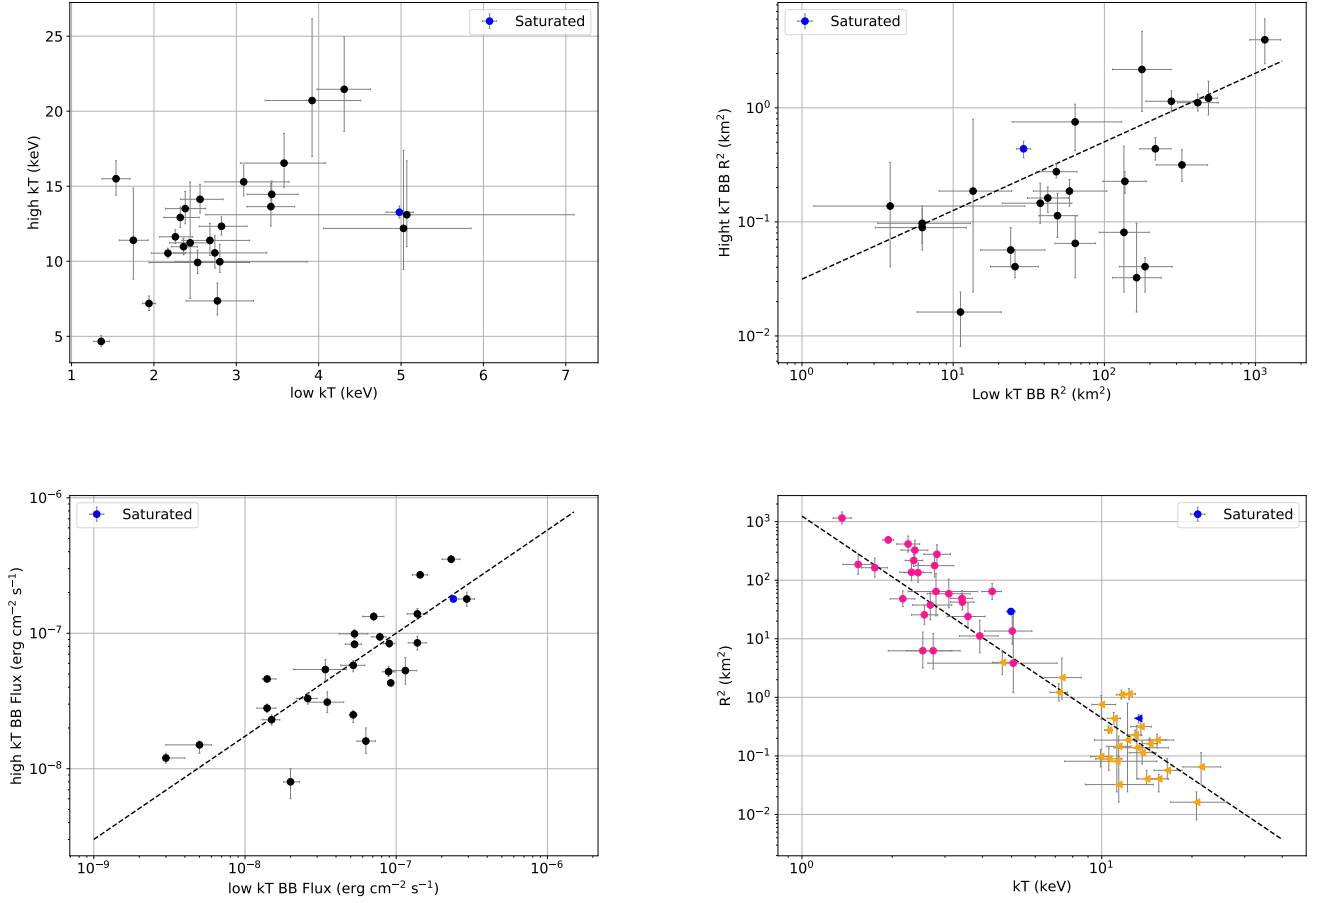 Saturated
25
20
15
10
5
high kT (keV)
1 2 3 4 5 6 7
low kT (keV)
Saturated
10⁰
10⁻¹
10⁻²
Hight kT BB R² (km²)
10⁰ 10¹ 10² 10³
Low kT BB R² (km²)
Saturated
10⁻⁶
10⁻⁷
10⁻⁸
high kT BB Flux (erg cm⁻² s⁻¹)
10⁻⁹ 10⁻⁸ 10⁻⁷ 10⁻⁶
low kT BB Flux (erg cm⁻² s⁻¹)
Saturated
10³
10²
10¹
10⁰
10⁻¹
10⁻²
R² (km²)
10⁰ 10¹
kT (keV)